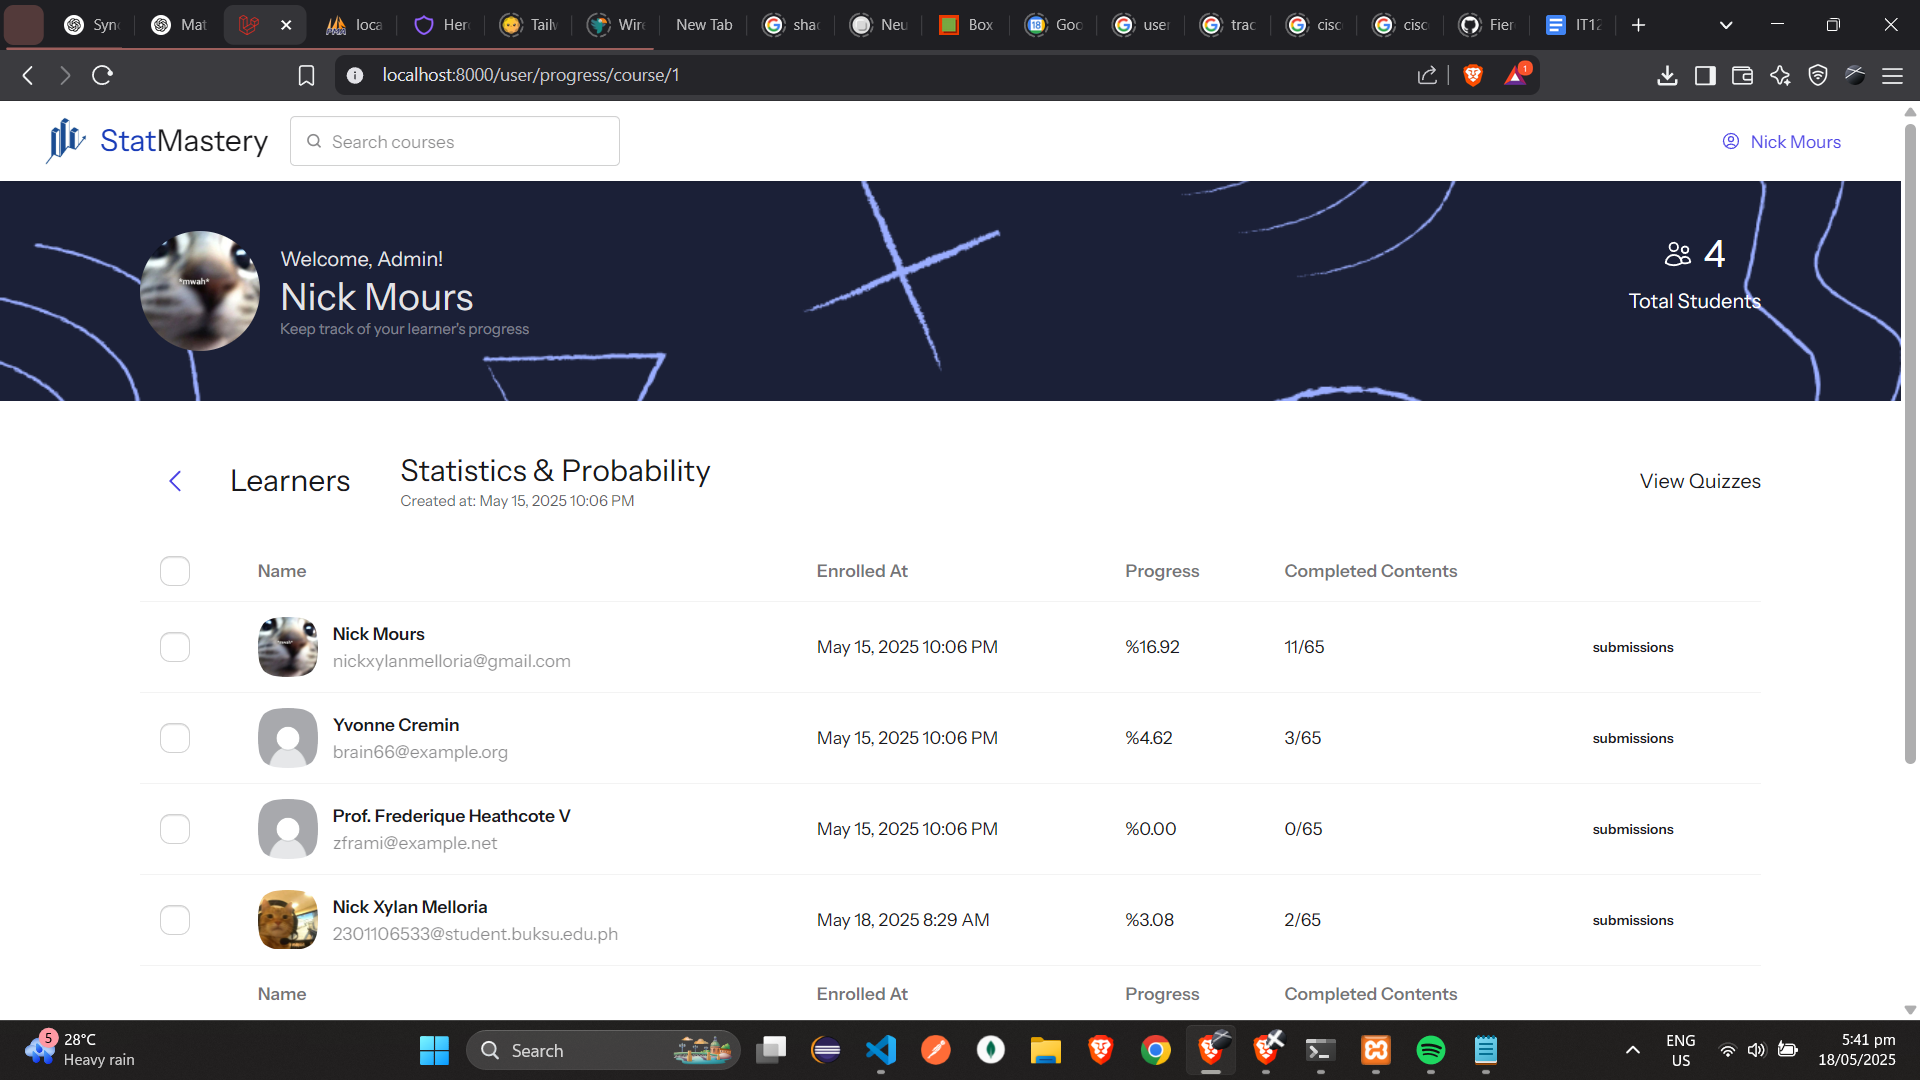 Sync
Mat
loca
Her
Tailw
Wire
New Tab
sha
Neu
Box
Goo
user
trac
cisc
cisc
Fier
IT12
localhost:8000/user/progress/course/1
1
StatMastery
Search courses
Nick Mours
*mwah*
Welcome, Admin!
Nick Mours
Keep track of your learner's progress
4
Total Students
Learners
Statistics & Probability
Created at: May 15, 2025 10:06 PM
View Quizzes
Name Enrolled At Progress Completed Contents
Nick Mours
nickxylanmelloria@gmail.com
May 15, 2025 10:06 PM %16.92 11/65 submissions
Yvonne Cremin
brain66@example.org
May 15, 2025 10:06 PM %4.62 3/65 submissions
Prof. Frederique Heathcote V
zframi@example.net
May 15, 2025 10:06 PM %0.00 0/65 submissions
Nick Xylan Melloria
2301106533@student.buksu.edu.ph
May 18, 2025 8:29 AM %3.08 2/65 submissions
Name Enrolled At Progress Completed Contents
5
28°C
Heavy rain
Search
ENG
US
5:41 pm
18/05/2025